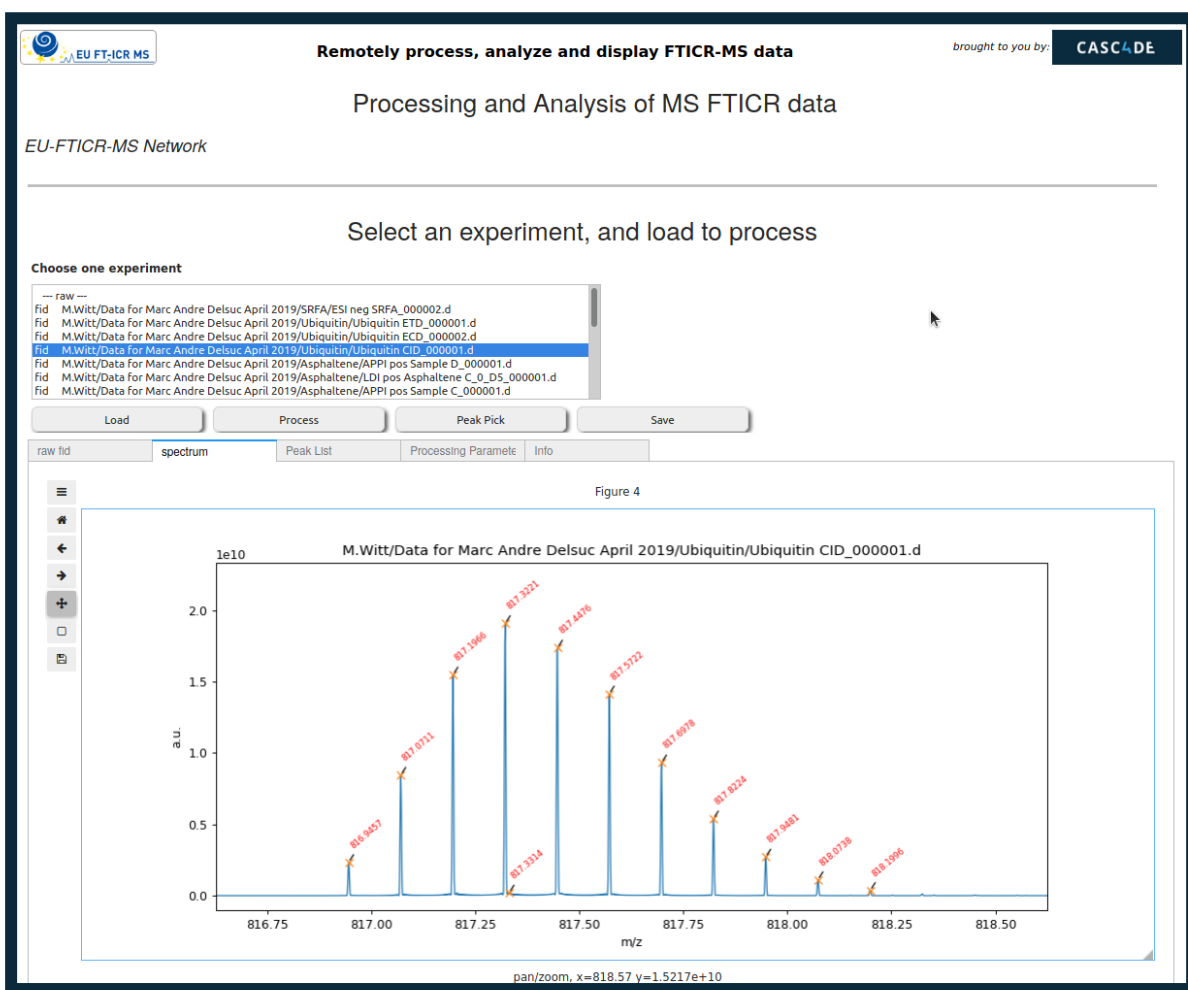 EU FT-ICR MS
Remotely process, analyze and display FTICR-MS data
brought to you by:
CASC4DE
Processing and Analysis of MS FTICR data
EU-FTICR-MS Network
Select an experiment, and load to process
Choose one experiment
--- raw ---
fid M.Witt/Data for Marc Andre Delsuc April 2019/SRFA/ESI neg SRFA_000002.d
fid M.Witt/Data for Marc Andre Delsuc April 2019/Ubiquitin/Ubiquitin ETD_000001.d
fid M.Witt/Data for Marc Andre Delsuc April 2019/Ubiquitin/Ubiquitin ECD_000002.d
fid M.Witt/Data for Marc Andre Delsuc April 2019/Ubiquitin/Ubiquitin CID_000001.d
fid M.Witt/Data for Marc Andre Delsuc April 2019/Asphaltene/APPI pos Sample D_000001.d
fid M.Witt/Data for Marc Andre Delsuc April 2019/Asphaltene/LDI pos Asphaltene C_0_D5_000001.d
fid M.Witt/Data for Marc Andre Delsuc April 2019/Asphaltene/APPI pos Sample C_000001.d
Load Process Peak Pick Save
raw fid spectrum Peak List Processing Paramete Info
Figure 4
1e10
M.Witt/Data for Marc Andre Delsuc April 2019/Ubiquitin/Ubiquitin CID_000001.d
2.0
1.5
1.0
0.5
0.0
a.u.
816.9457
817.0711
817.1966
817.3221
817.3314
817.4476
817.5722
817.6978
817.8224
817.9481
818.0738
818.1996
816.75 817.00 817.25 817.50 817.75 818.00 818.25 818.50
m/z
pan/zoom, x=818.57 y=1.5217e+10